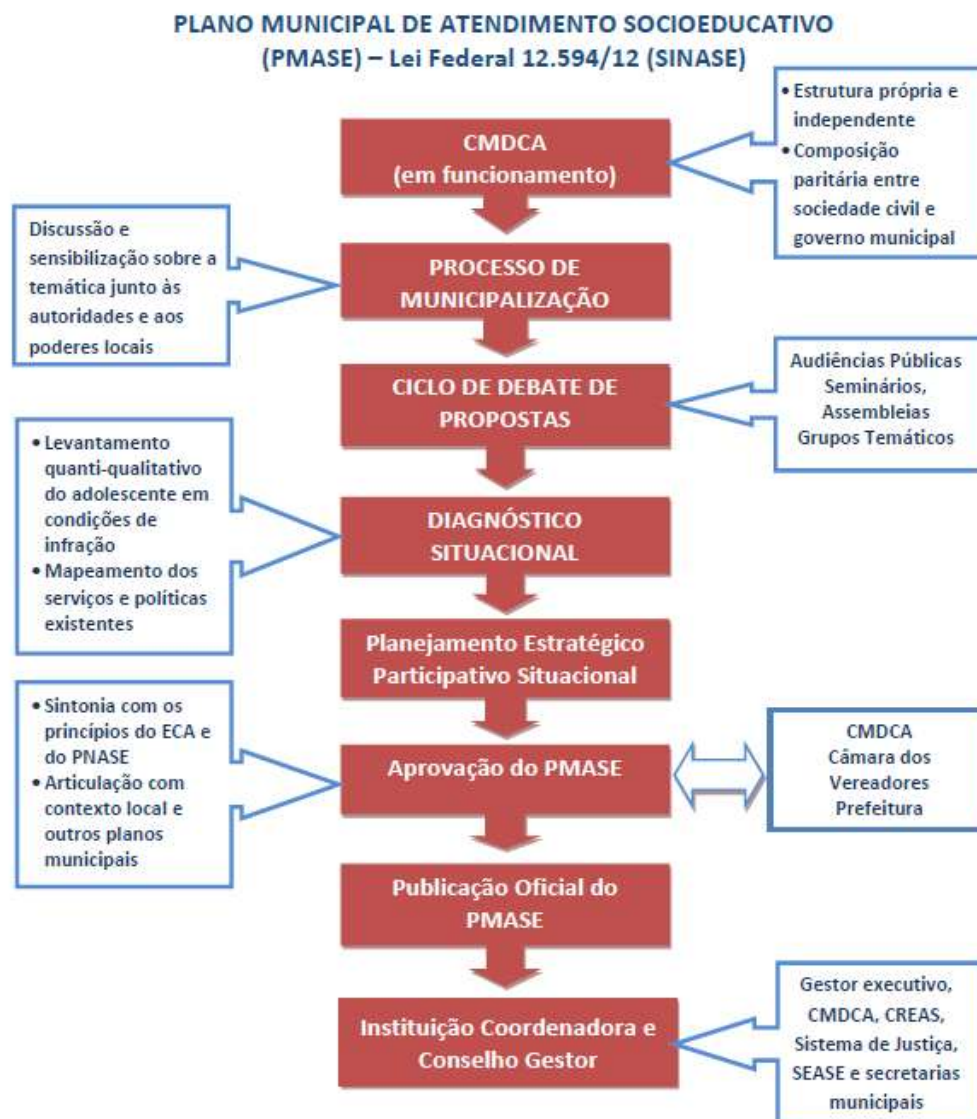 PLANO MUNICIPAL DE ATENDIMENTO SOCIOEDUCATIVO
(PMASE) – Lei Federal 12.594/12 (SINASE)
CMDCA
(em funcionamento)
• Estrutura própria e
independente
• Composição
paritária entre
sociedade civil e
governo municipal
Discussão e
sensibilização sobre a
temática junto às
autoridades e aos
poderes locais
PROCESSO DE
MUNICIPALIZAÇÃO
CICLO DE DEBATE DE
PROPOSTAS
Audiências Públicas
Seminários,
Assembleias
Grupos Temáticos
• Levantamento
quanti-qualitativo
do adolescente em
condições de
infração
• Mapeamento dos
serviços e políticas
existentes
DIAGNÓSTICO
SITUACIONAL
Planejamento Estratégico
Participativo Situacional
• Sintonia com os
princípios do ECA e
do PNASE
• Articulação com
contexto local e
outros planos
municipais
Aprovação do PMASE
CMDCA
Câmara dos
Vereadores
Prefeitura
Publicação Oficial do
PMASE
Instituição Coordenadora e
Conselho Gestor
Gestor executivo,
CMDCA, CREAS,
Sistema de Justiça,
SEASE e secretarias
municipais